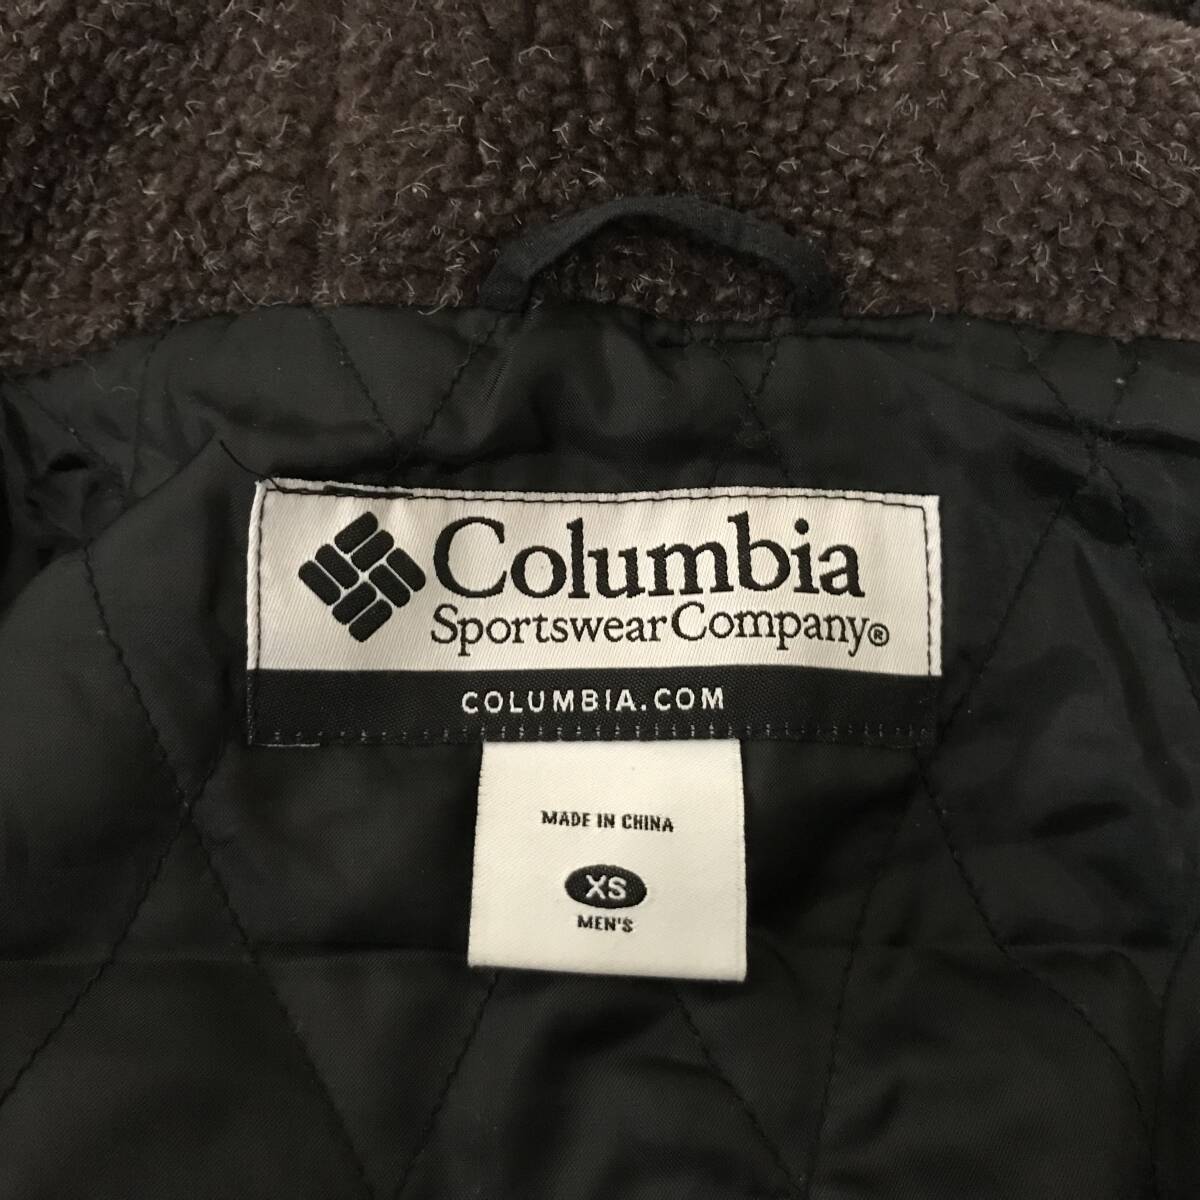 Columbia
Sportswear Company®
COLUMBIA.COM
MADE IN CHINA
XS
MEN'S